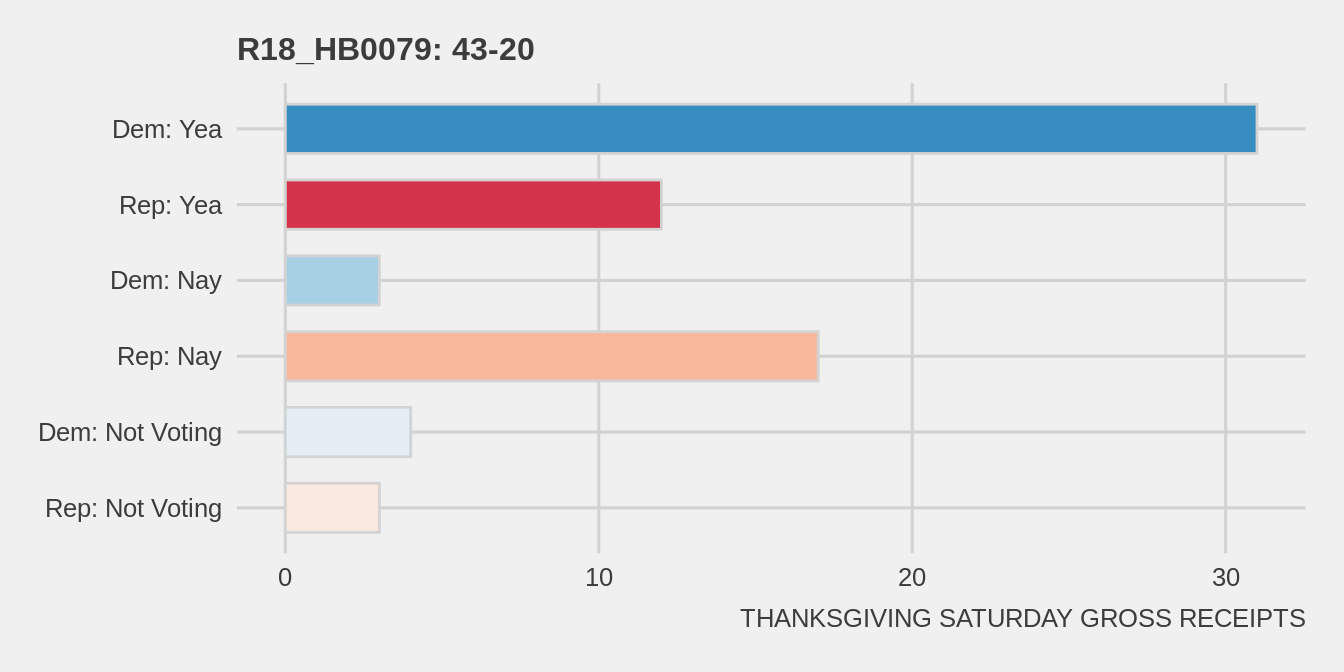 R18_HB0079: 43-20
Dem: Yea
Rep: Yea
Dem: Nay
Rep: Nay
Dem: Not Voting
Rep: Not Voting
0 10 20 30
THANKSGIVING SATURDAY GROSS RECEIPTS